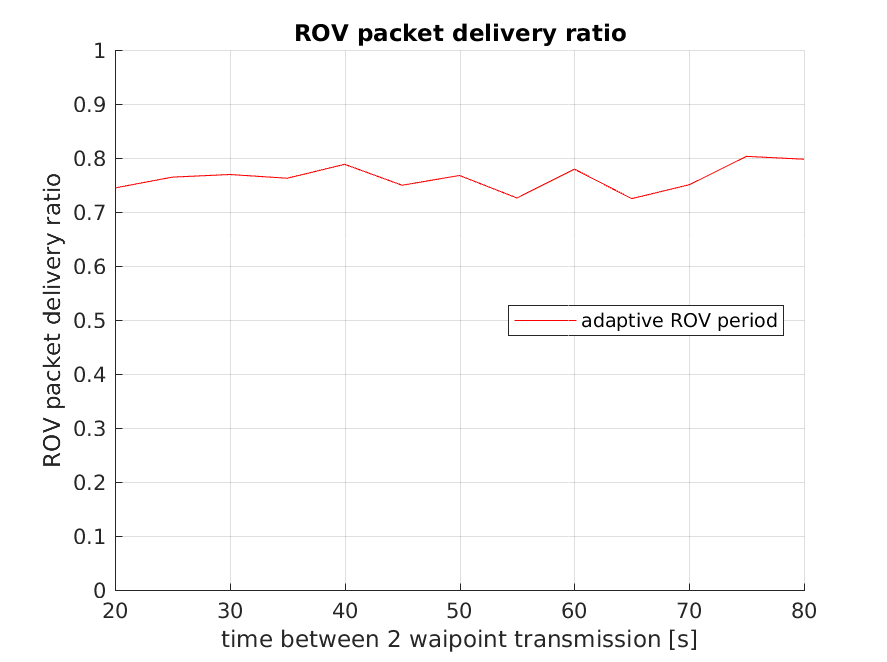 ROV packet delivery ratio
1
0.9
0.8
0.7
0.6
0.5
0.4
0.3
0.2
0.1
0
ROV packet delivery ratio
adaptive ROV period
20 30 40 50 60 70 80
time between 2 waipoint transmission [s]